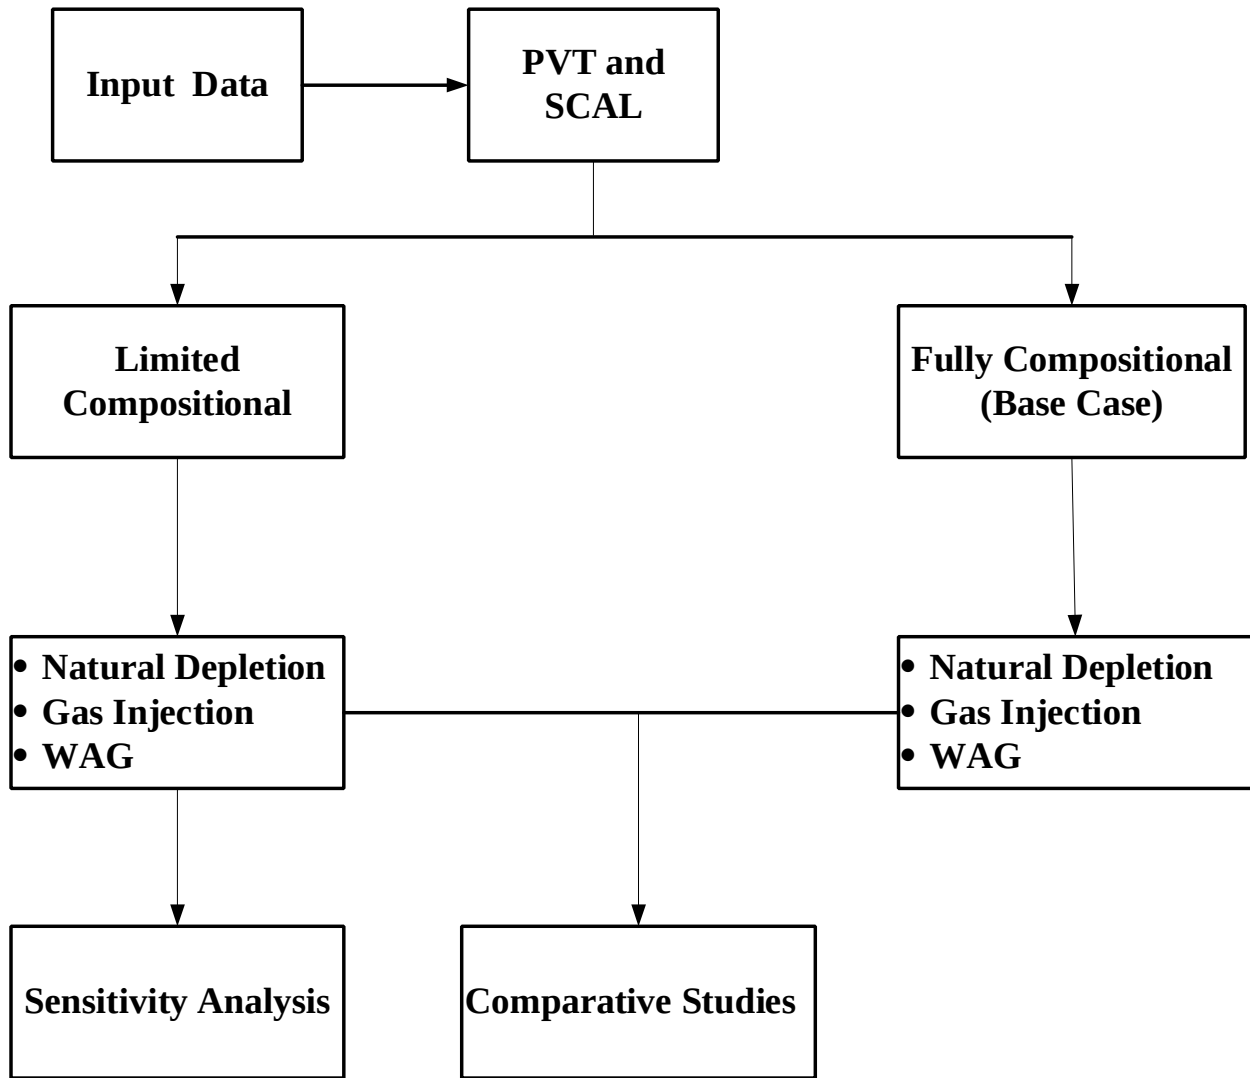 Input  Data
PVT and
SCAL
Limited
Compositional
Fully Compositional
(Base Case)
• Natural Depletion
• Gas Injection
• WAG
• Natural Depletion
• Gas Injection
• WAG
Sensitivity Analysis
Comparative Studies